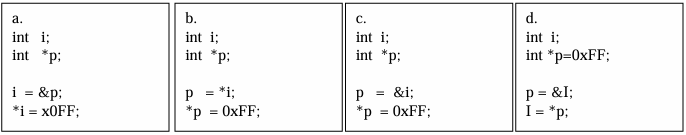 a.
int i;
int *p;
i = &p;
*i = x0FF;
b.
int i;
int *p;
p = *i;
*p = 0xFF;
c.
int i;
int *p;
p = &i;
*p = 0xFF;
d.
int i;
int *p=0xFF;
p = &I;
I = *p;